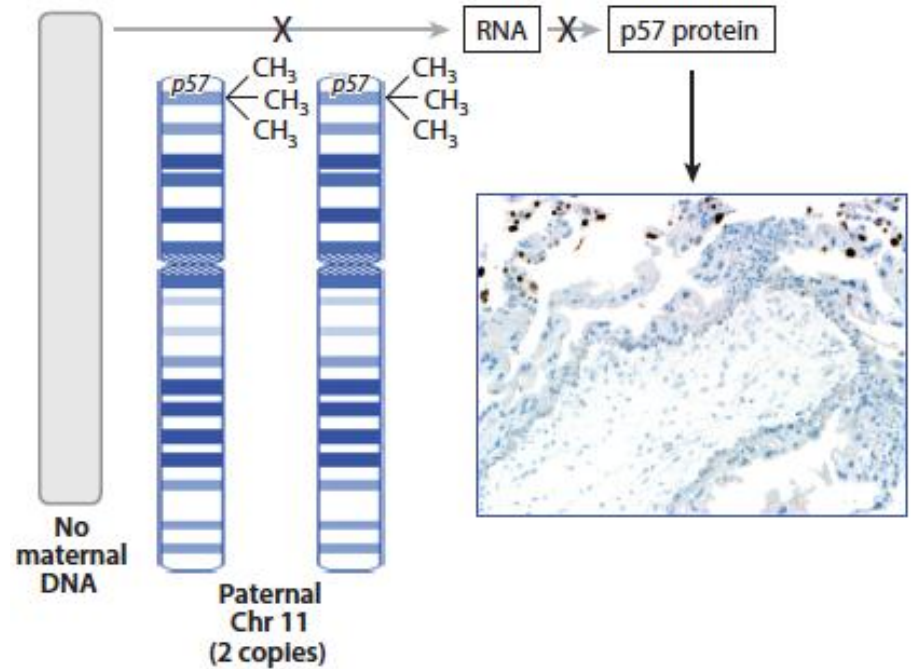 X
RNA
X
p57 protein
p57
CH₃
CH₃
CH₃
p57
CH₃
CH₃
CH₃
No
maternal
DNA
Paternal
Chr 11
(2 copies)